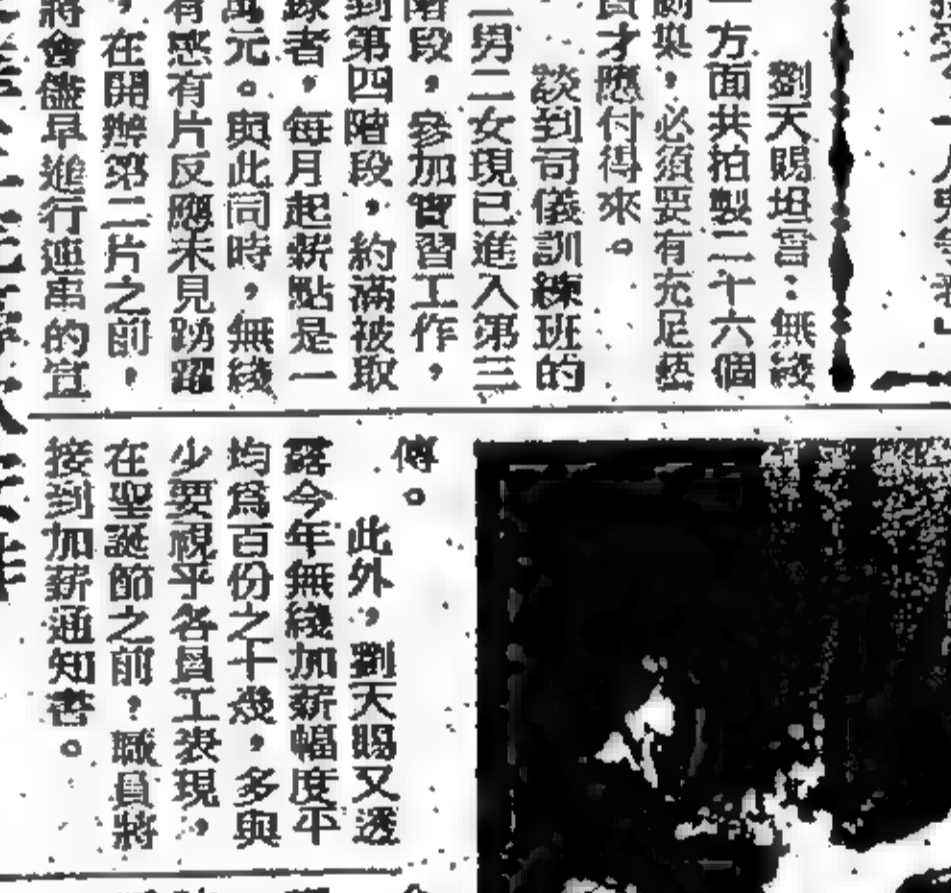 劉天賜坦言：無綫
一方面共拍製二十六個
劇集，必須要有充足藝
員才應付得來。
談到司儀訓練班的
二男二女現已進入第三
階段，參加實習工作，
到第四階段，約滿被取
錄者，每月起薪點是一
萬元。與此同時，無綫
有感有片反應未見踴躍
，在開辦第二片之前，
將會儘早進行連串的宣
傳。
此外，劉天賜又透
露今年無綫加薪幅度平
均爲百份之十幾，多與
少要視乎各員工表現，
在聖誕節之前，職員將
接到加薪通知書。